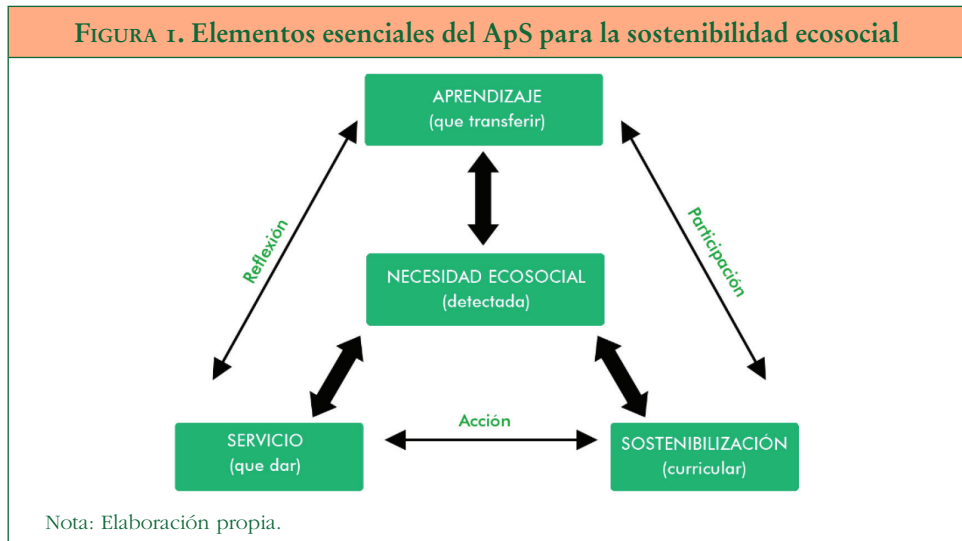 FIGURA 1. Elementos esenciales del ApS para la sostenibilidad ecosocial
APRENDIZAJE
(que transferir)
Reflexión
Participación
NECESIDAD ECOSOCIAL
(detectada)
Acción
SERVICIO
(que dar)
SOSTENIBILIZACIÓN
(curricular)
Nota: Elaboración propia.